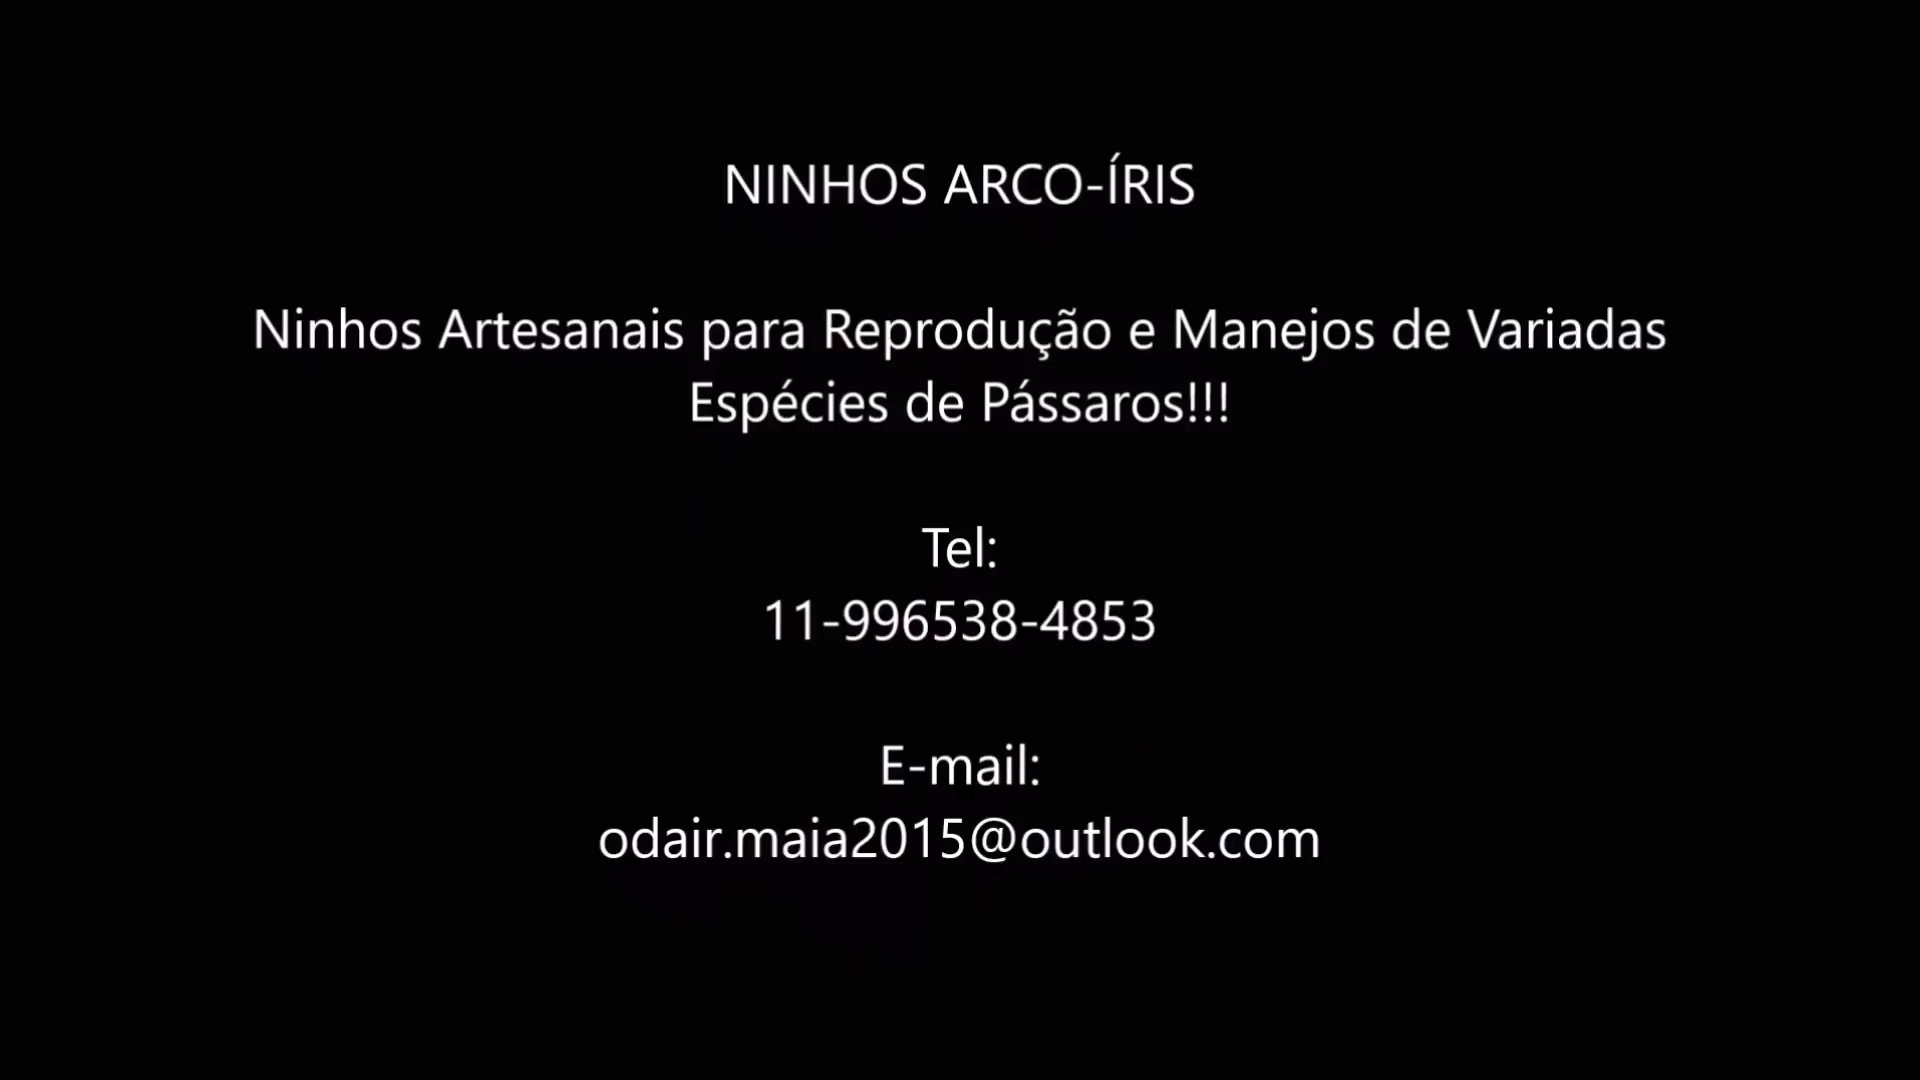 NINHOS ARCO-ÍRIS
Ninhos Artesanais para Reprodução e Manejos de Variadas
Espécies de Pássaros!!!
Tel:
11-996538-4853
E-mail:
odair.maia2015@outlook.com